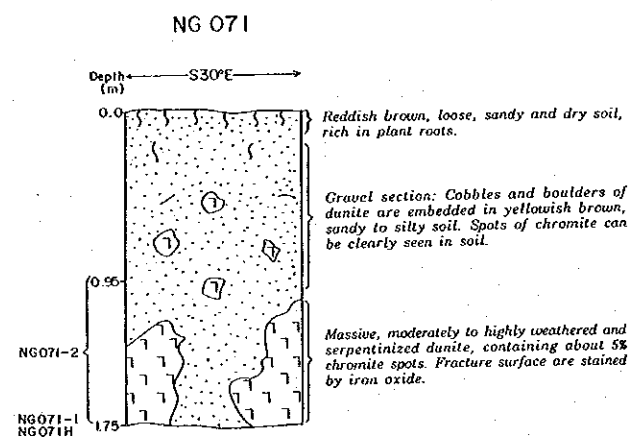 NG 071
Depth
(m)
S30°E
0.0
Reddish brown, loose, sandy and dry soil,
rich in plant roots.
Gravel section: Cobbles and boulders of
dunite are embedded in yellowish brown,
sandy to silty soil. Spots of chromite can
be clearly seen in soil.
0.95
NG071-2
Massive, moderately to highly weathered and
serpentinized dunite, containing about 5%
chromite spots. Fracture surface are stained
by iron oxide.
NG071-1
NG071H
1.75